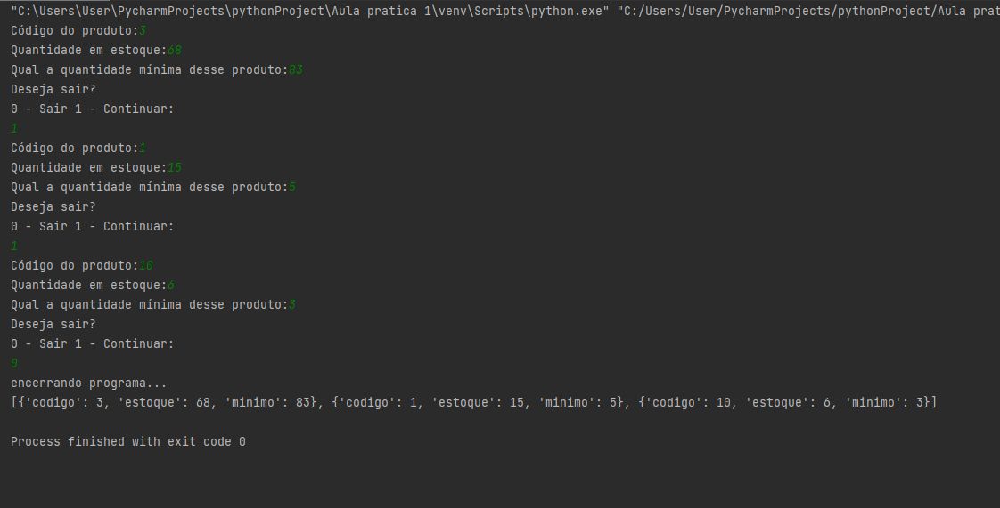 "C:\Users\User\PycharmProjects\pythonProject\Aula pratica 1\venv\Scripts\python.exe" "C:/Users/User/PycharmProjects/pythonProject/Aula prat
Código do produto:3
Quantidade em estoque:68
Qual a quantidade mínima desse produto:83
Deseja sair?
0 - Sair 1 - Continuar:
1
Código do produto:1
Quantidade em estoque:15
Qual a quantidade mínima desse produto:5
Deseja sair?
0 - Sair 1 - Continuar:
1
Código do produto:10
Quantidade em estoque:6
Qual a quantidade mínima desse produto:3
Deseja sair?
0 - Sair 1 - Continuar:
0
encerrando programa...
[{'codigo': 3, 'estoque': 68, 'minimo': 83}, {'codigo': 1, 'estoque': 15, 'minimo': 5}, {'codigo': 10, 'estoque': 6, 'minimo': 3}]
Process finished with exit code 0